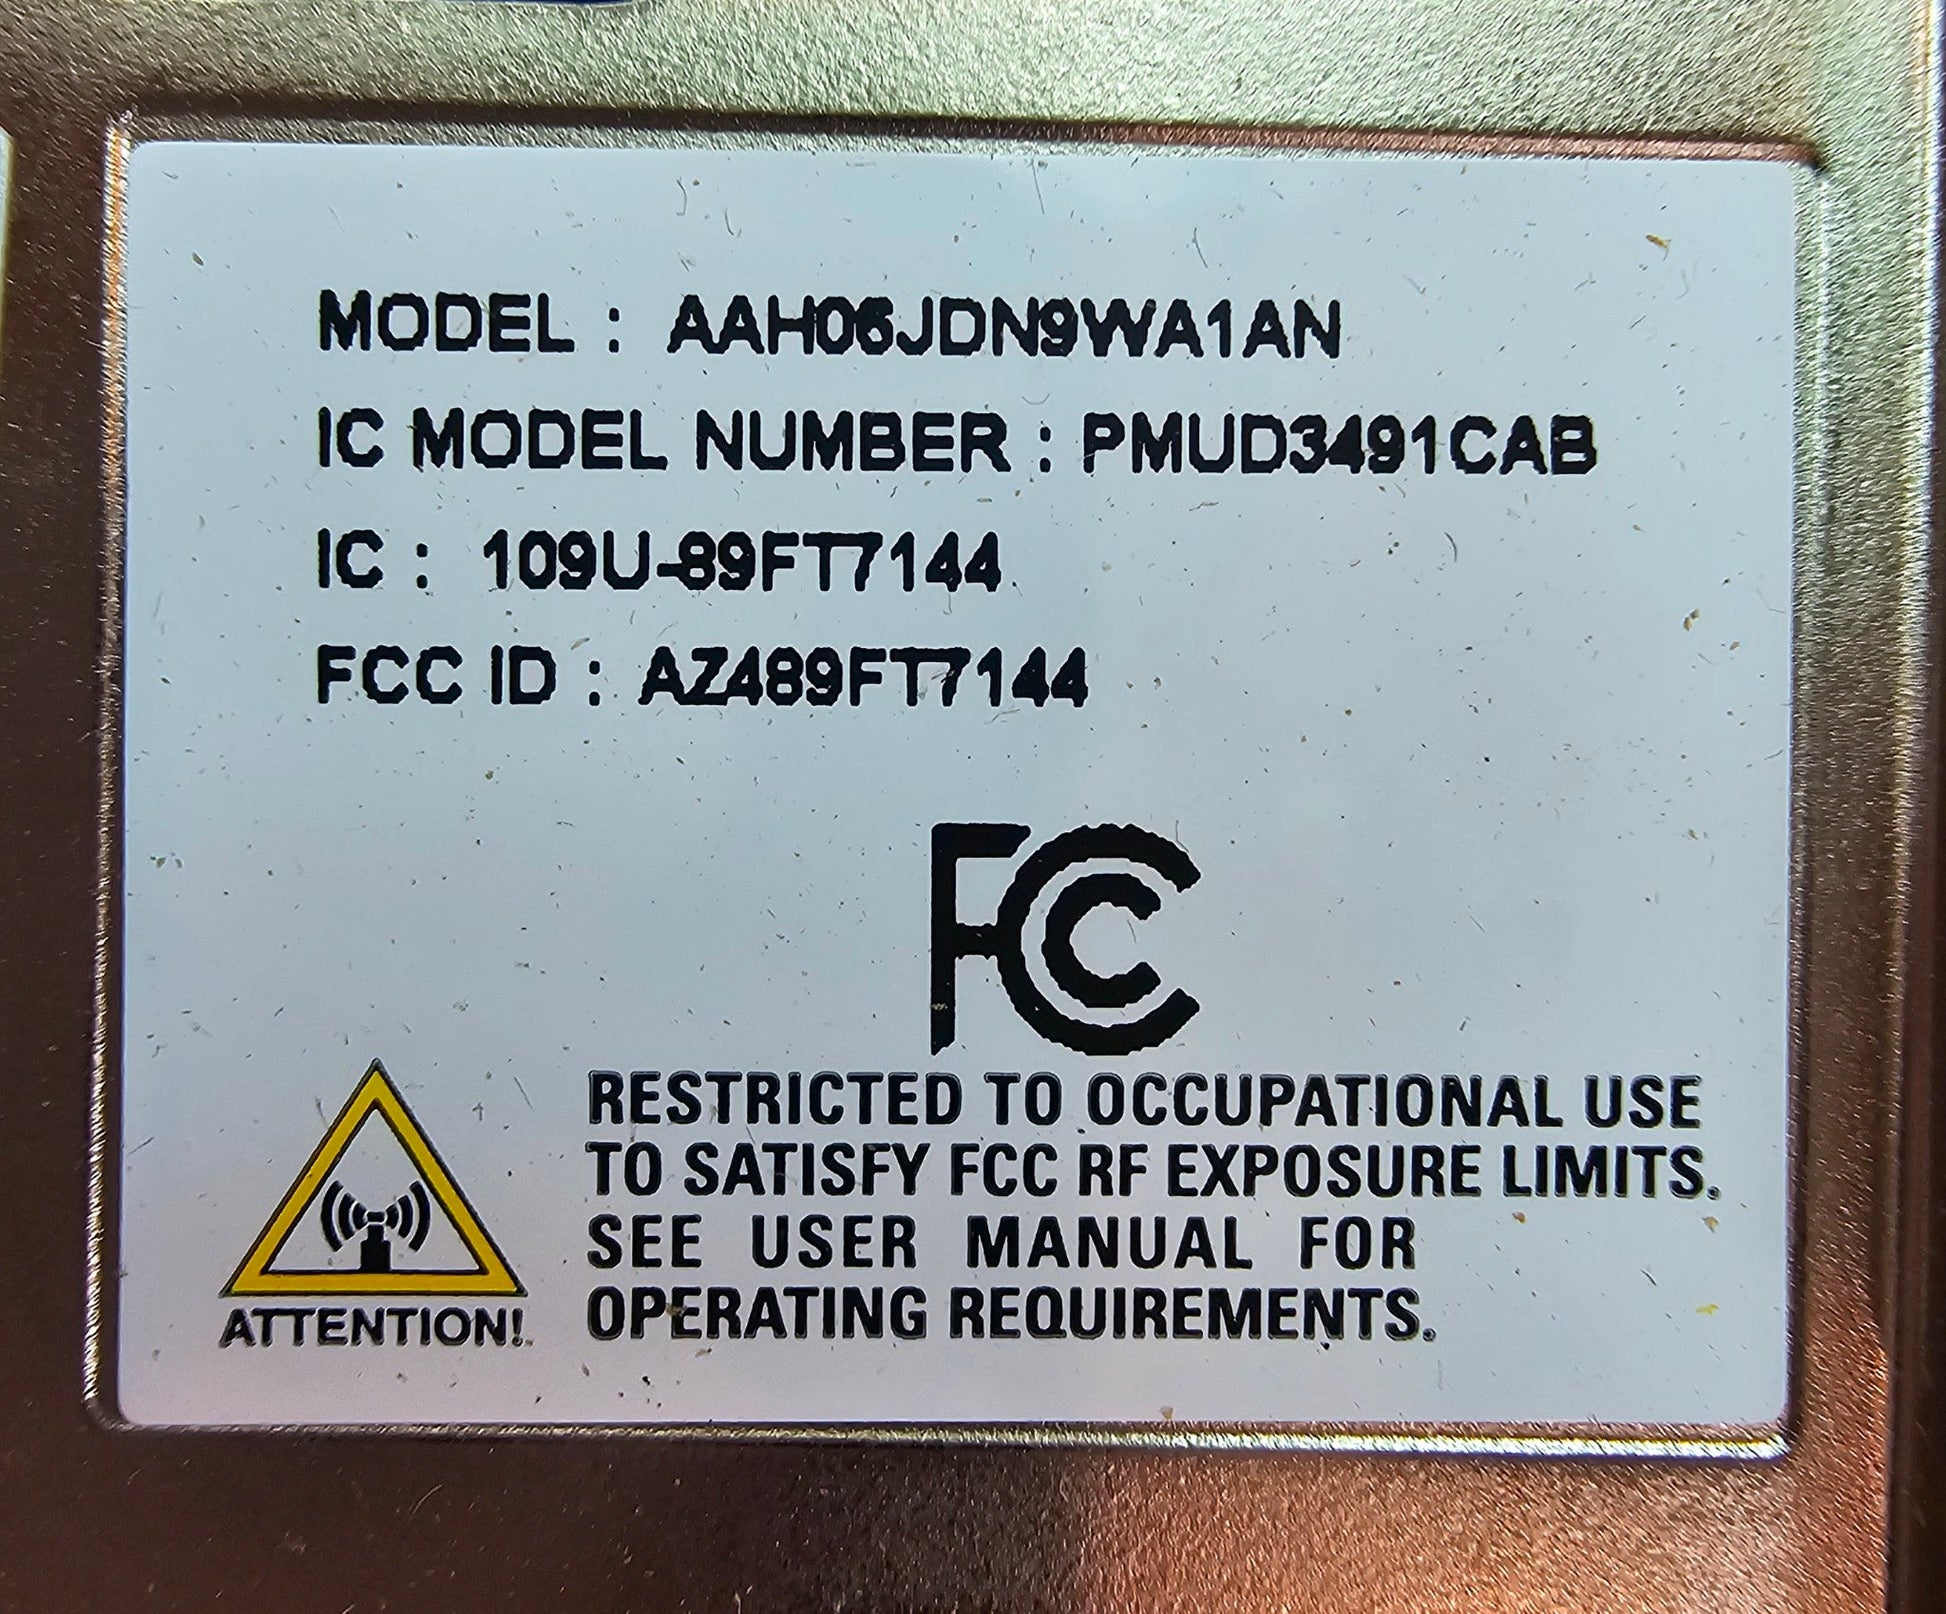 MODEL : AAH06JDN9WA1AN
IC MODEL NUMBER : PMUD3491CAB
IC : 109U-89FT7144
FCC ID : AZ489FT7144
FCC
RESTRICTED TO OCCUPATIONAL USE
TO SATISFY FCC RF EXPOSURE LIMITS.
SEE USER MANUAL FOR
OPERATING REQUIREMENTS.
ATTENTION!